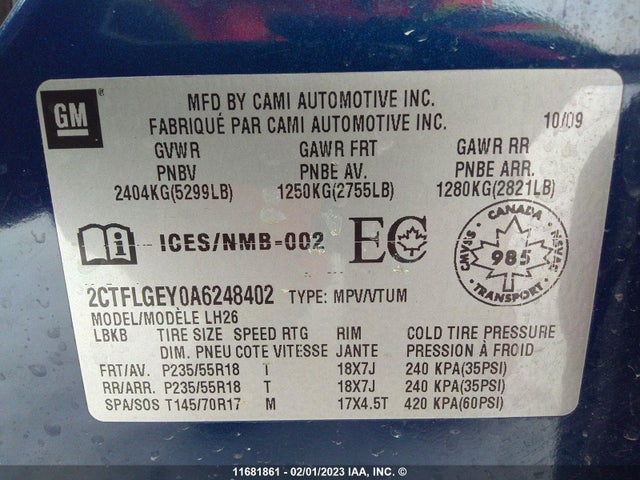 GM®
MFD BY CAMI AUTOMOTIVE INC.
FABRIQUÉ PAR CAMI AUTOMOTIVE INC. 10/09
GVWR GAWR FRT GAWR RR
PNBV PNBE AV. PNBE ARR.
2404KG(5299LB) 1250KG(2755LB) 1280KG(2821LB)
i ICES/NMB-002 EC
CANADA
CMVSS 985 NSVAC
TRANSPORT
2CTFLGEY0A6248402 TYPE: MPV/VTUM
MODEL/MODÈLE LH26
LBKB TIRE SIZE SPEED RTG RIM COLD TIRE PRESSURE
DIM. PNEU COTE VITESSE JANTE PRESSION À FROID
FRT/AV. P235/55R18 T 18X7J 240 KPA(35PSI)
RR/ARR. P235/55R18 T 18X7J 240 KPA(35PSI)
SPA/SOS T145/70R17 M 17X4.5T 420 KPA(60PSI)
11681861 - 02/01/2023 IAA, INC. ©